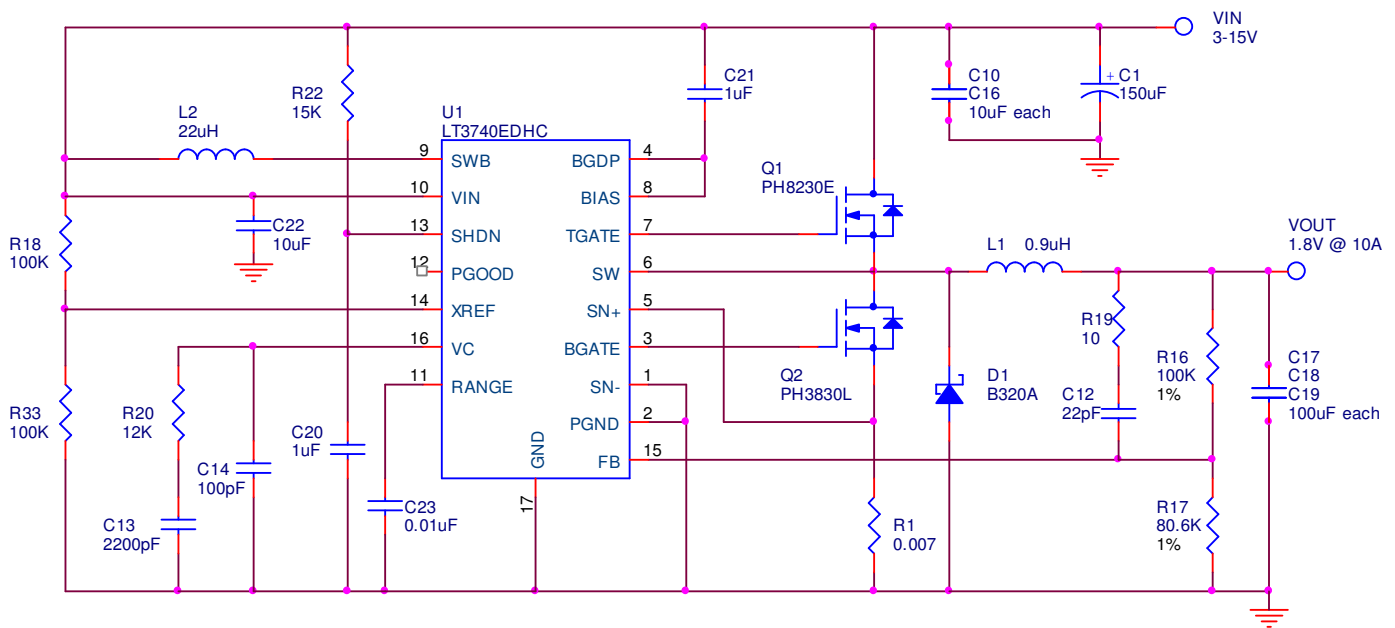 VIN
3-15V
C21
1uF
C10
C16
10uF each
+
C1
150uF
R22
15K
L2
22uH
U1
LT3740EDHC
9
SWB
BGDP
4
10
VIN
BIAS
8
13
SHDN
TGATE
7
12
PGOOD
SW
6
14
XREF
SN+
5
16
VC
BGATE
3
11
RANGE
SN-
1
PGND
2
FB
15
GND
17
Q1
PH8230E
Q2
PH3830L
C22
10uF
R18
100K
R33
100K
R20
12K
C14
100pF
C13
2200pF
C20
1uF
C23
0.01uF
L1 0.9uH
VOUT
1.8V @ 10A
R19
10
R16
100K
1%
C12
22pF
D1
B320A
C17
C18
C19
100uF each
R1
0.007
R17
80.6K
1%